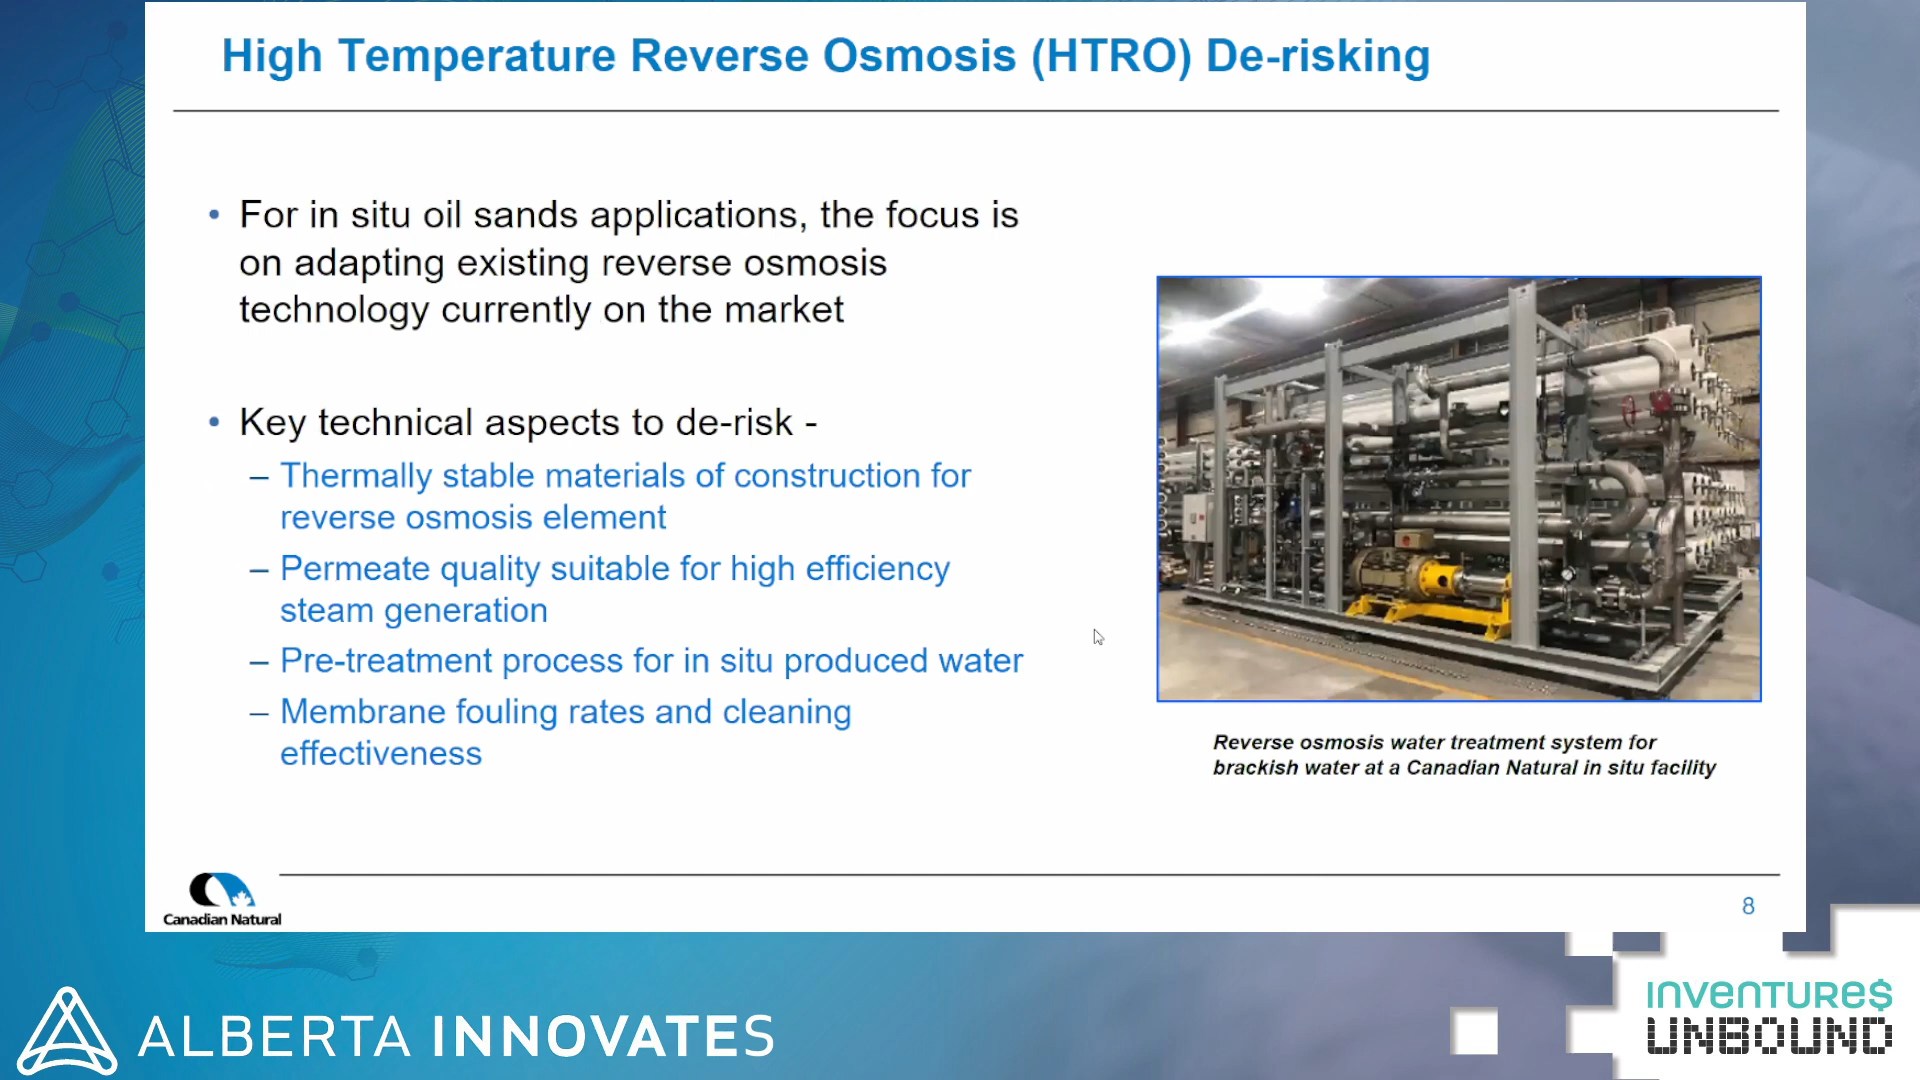 High Temperature Reverse Osmosis (HTRO) De-risking
• For in situ oil sands applications, the focus is
on adapting existing reverse osmosis
technology currently on the market
• Key technical aspects to de-risk -
– Thermally stable materials of construction for
reverse osmosis element
– Permeate quality suitable for high efficiency
steam generation
– Pre-treatment process for in situ produced water
– Membrane fouling rates and cleaning
effectiveness
Reverse osmosis water treatment system for
brackish water at a Canadian Natural in situ facility
Canadian Natural
8
ALBERTA INNOVATES
INVENTURE$
UNBOUND